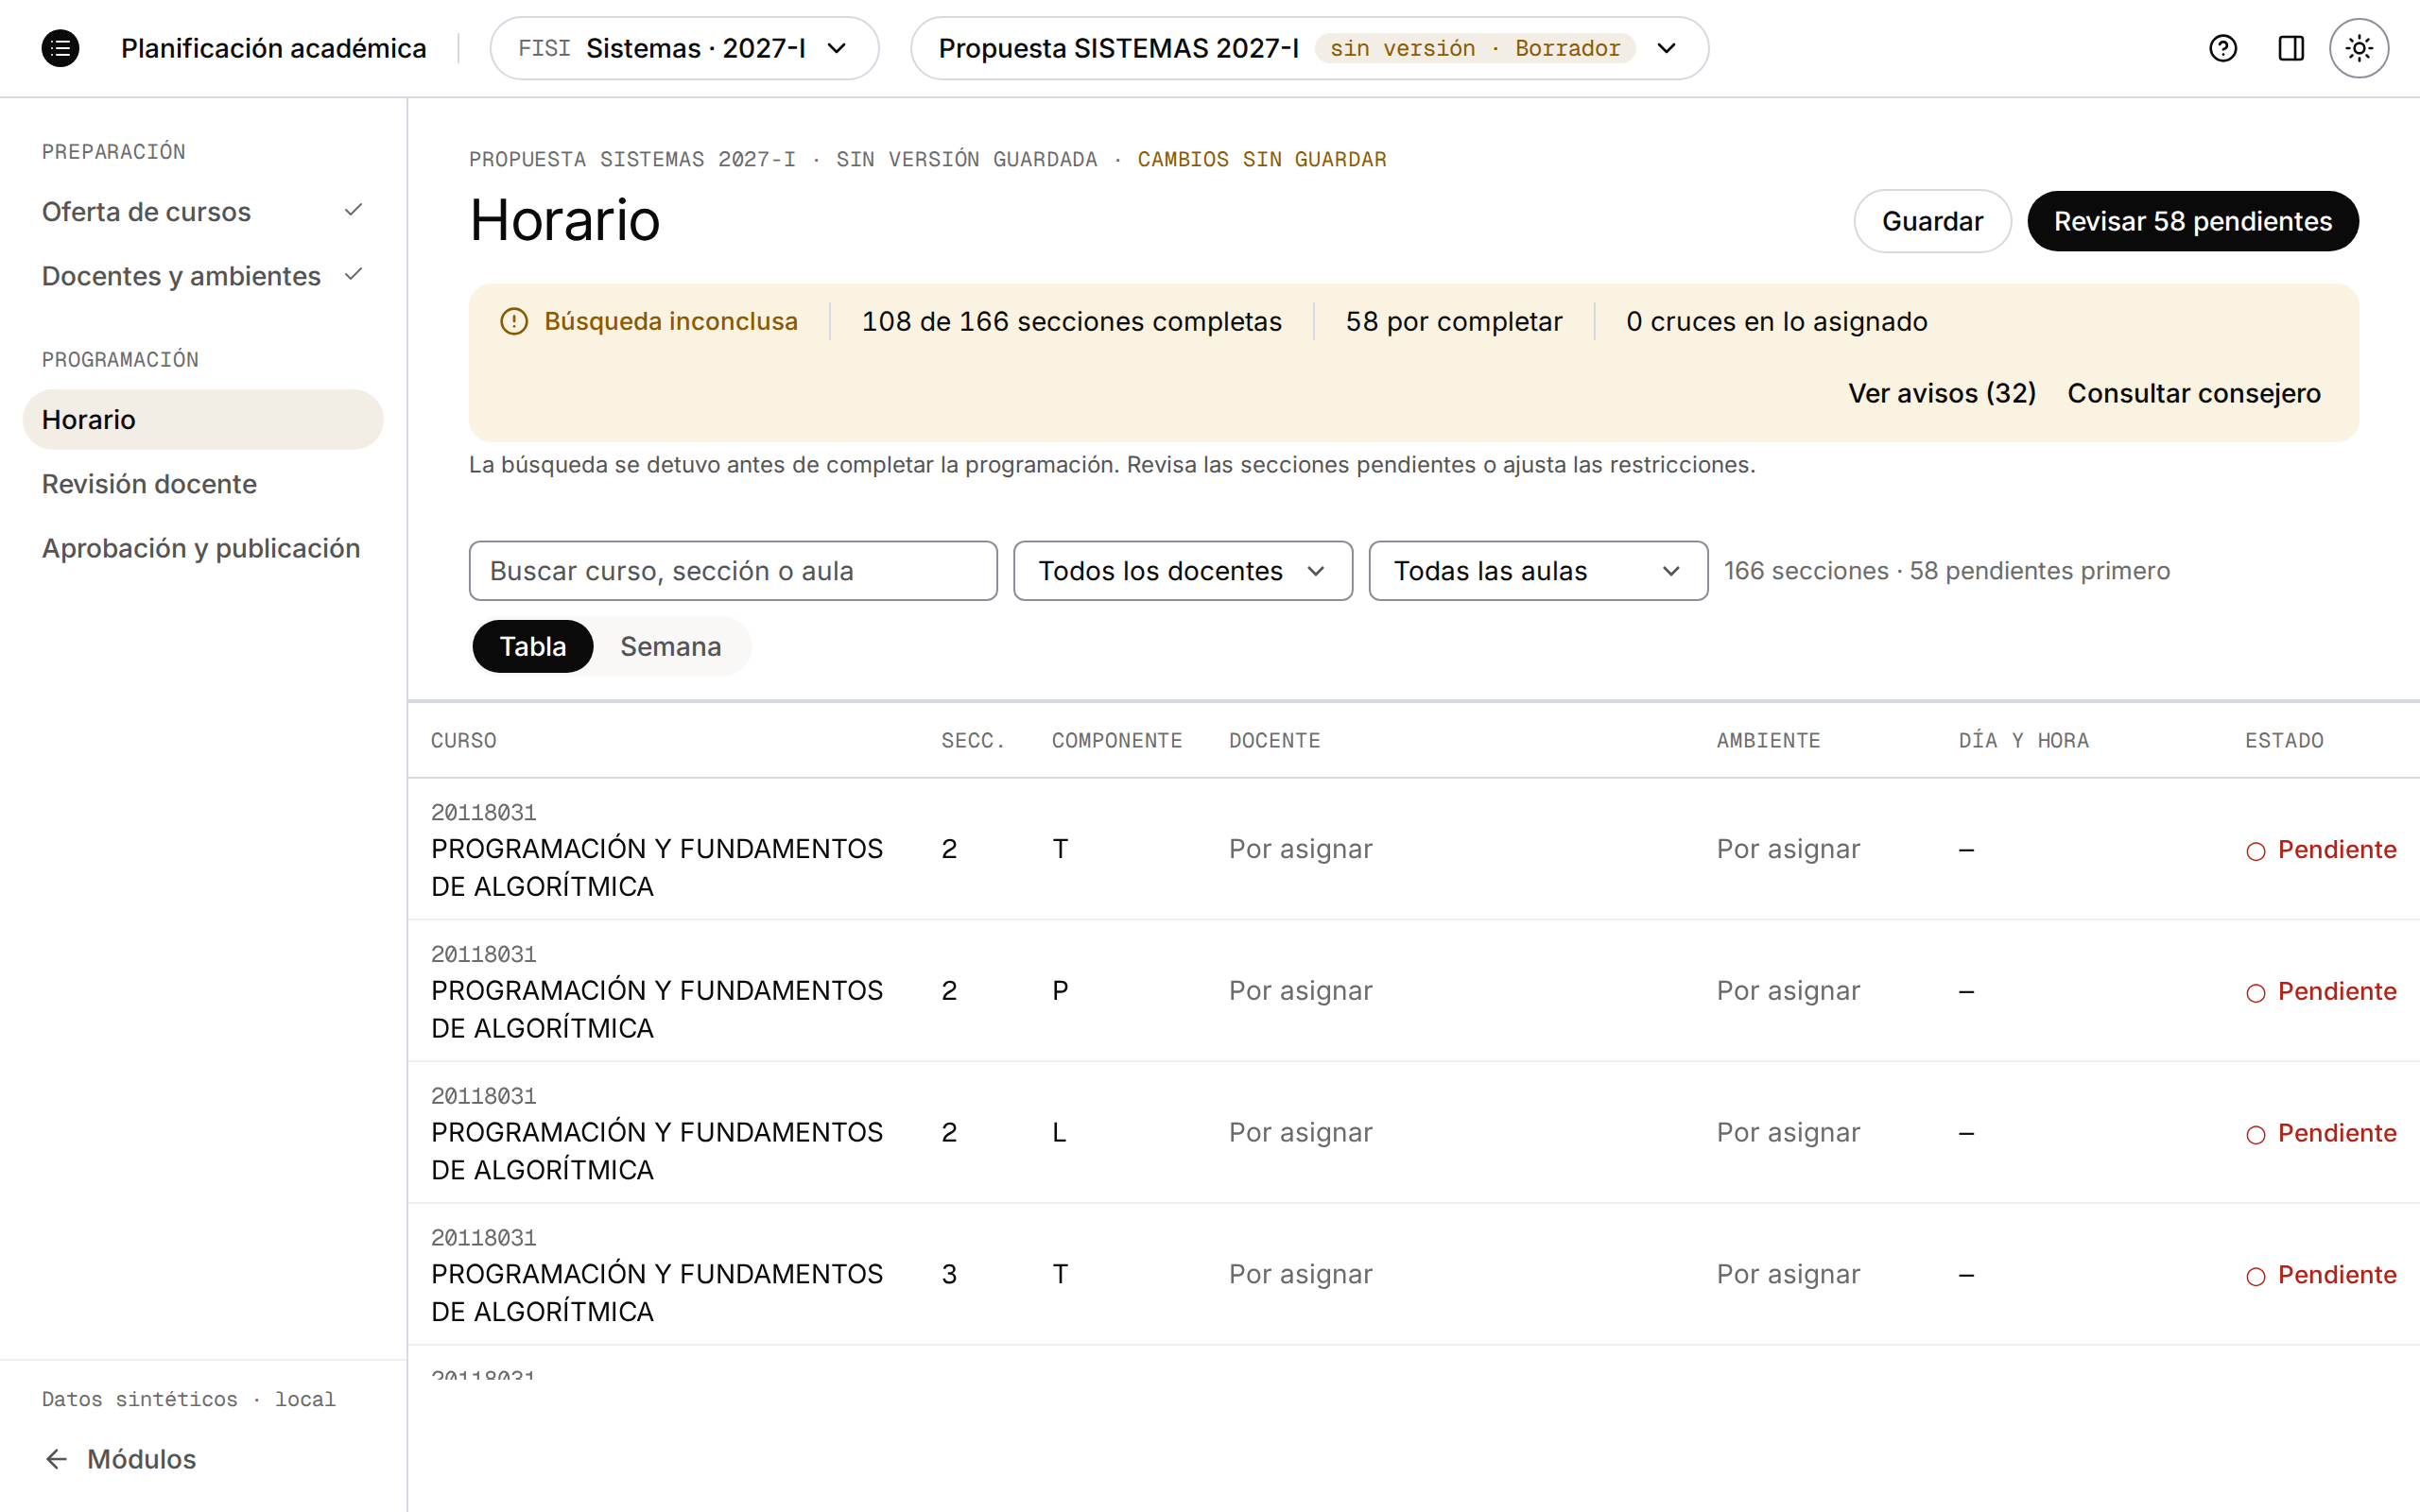 Planificación académica
FISI Sistemas · 2027-I
Propuesta SISTEMAS 2027-I sin versión · Borrador
PREPARACIÓN
Oferta de cursos
Docentes y ambientes
PROGRAMACIÓN
Horario
Revisión docente
Aprobación y publicación
Datos sintéticos · local
Módulos
PROPUESTA SISTEMAS 2027-I · SIN VERSIÓN GUARDADA · CAMBIOS SIN GUARDAR
Horario
Guardar
Revisar 58 pendientes
Búsqueda inconclusa
108 de 166 secciones completas
58 por completar
0 cruces en lo asignado
Ver avisos (32)
Consultar consejero
La búsqueda se detuvo antes de completar la programación. Revisa las secciones pendientes o ajusta las restricciones.
Buscar curso, sección o aula
Todos los docentes
Todas las aulas
166 secciones · 58 pendientes primero
Tabla
Semana
CURSO SECC. COMPONENTE DOCENTE AMBIENTE DÍA Y HORA ESTADO
20118031
PROGRAMACIÓN Y FUNDAMENTOS
DE ALGORÍTMICA
2 T Por asignar Por asignar – Pendiente
20118031
PROGRAMACIÓN Y FUNDAMENTOS
DE ALGORÍTMICA
2 P Por asignar Por asignar – Pendiente
20118031
PROGRAMACIÓN Y FUNDAMENTOS
DE ALGORÍTMICA
2 L Por asignar Por asignar – Pendiente
20118031
PROGRAMACIÓN Y FUNDAMENTOS
DE ALGORÍTMICA
3 T Por asignar Por asignar – Pendiente
20118031